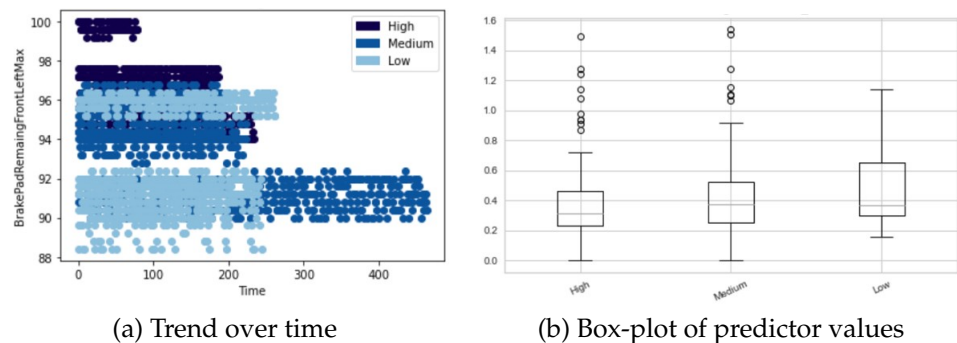 High
Medium
Low
BrakePadRemaingFrontLeftMax
100
98
96
94
92
90
88
0
100
200
300
400
Time
(a) Trend over time
1.6
1.4
1.2
1.0
0.8
0.6
0.4
0.2
0.0
High
Medium
Low
(b) Box-plot of predictor values